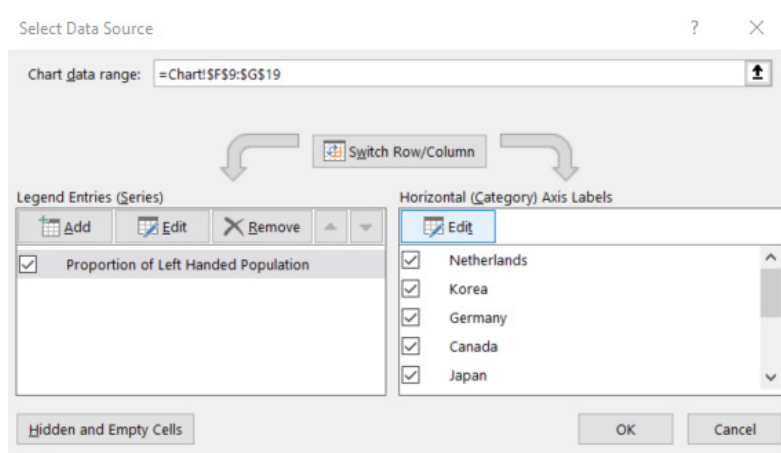 Select Data Source ?
Chart data range: =Chart!$F$9:$G$19
Switch Row/Column
Legend Entries (Series)
Add Edit Remove
Proportion of Left Handed Population
Horizontal (Category) Axis Labels
Edit
Netherlands
Korea
Germany
Canada
Japan
Hidden and Empty Cells
OK Cancel